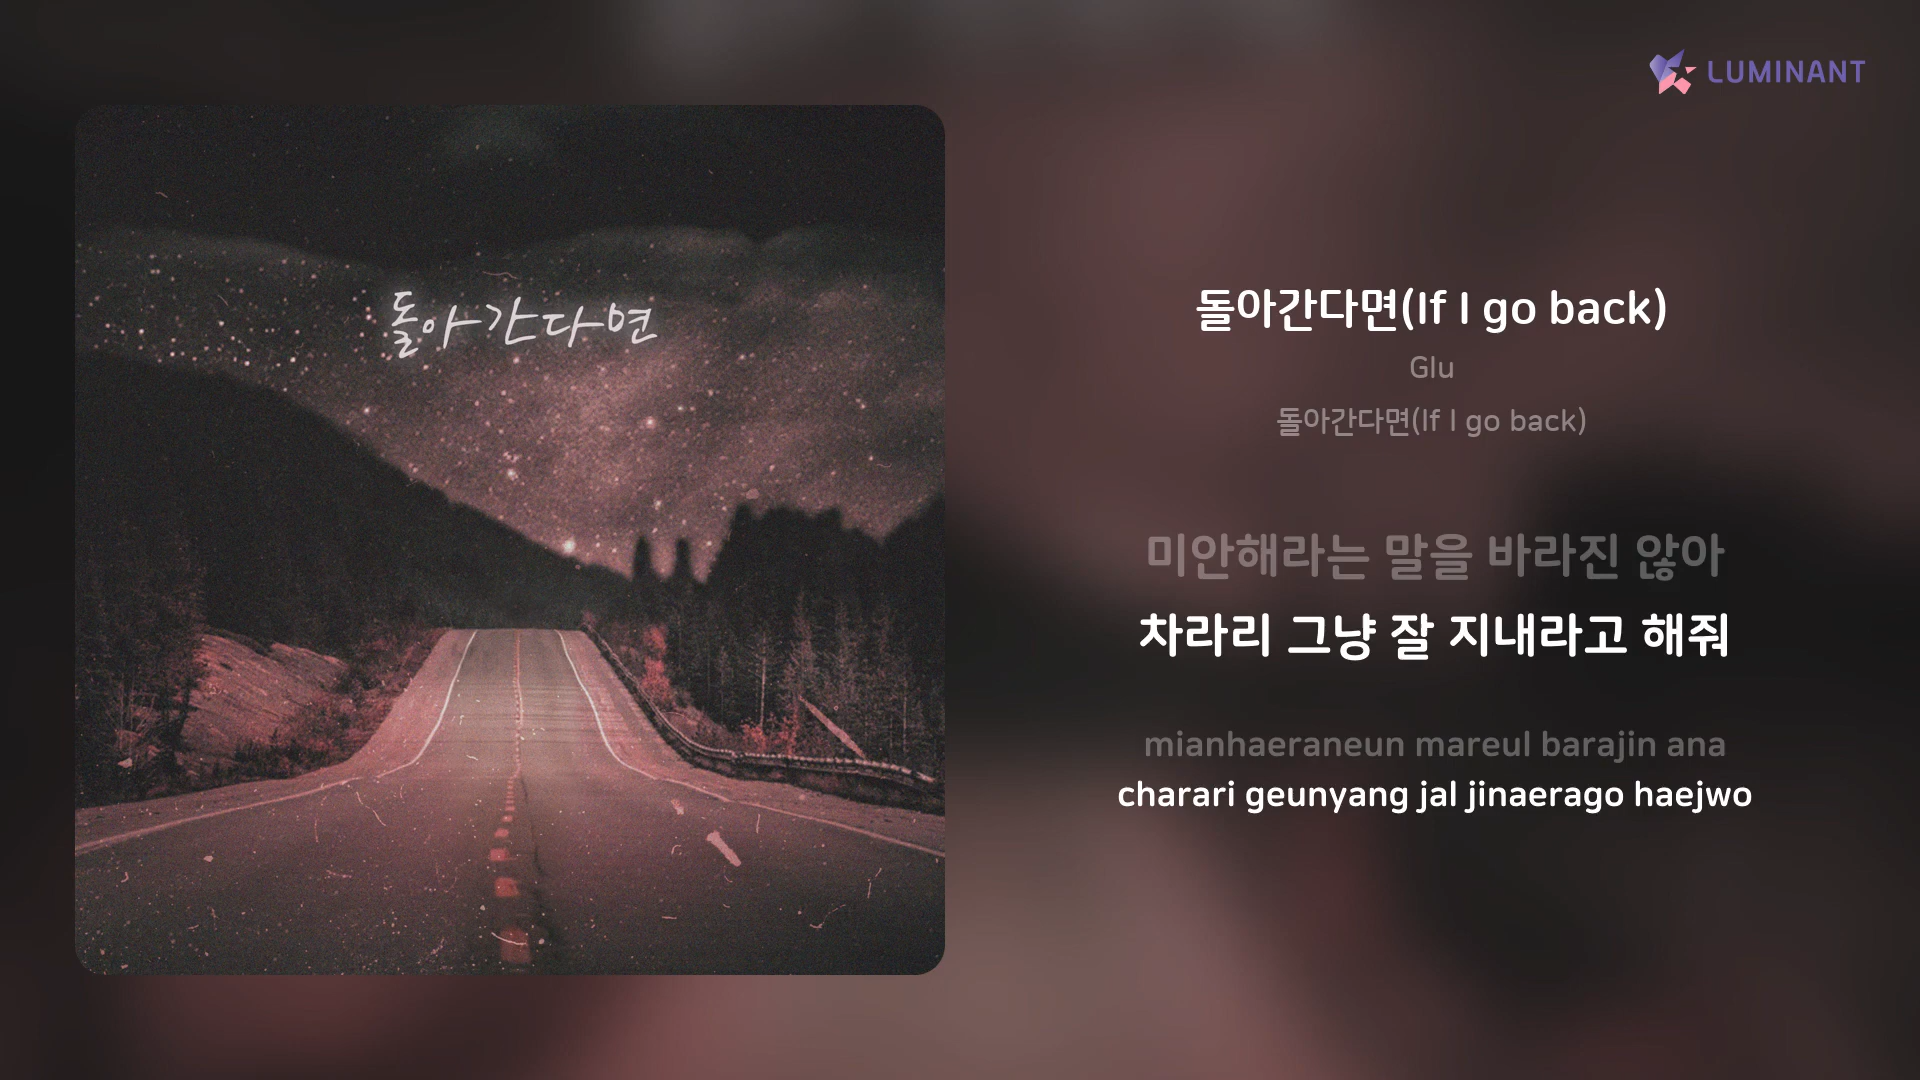 LUMINANT
돌아간다면
돌아간다면(If I go back)
Glu
돌아간다면(If I go back)
미안해라는 말을 바라진 않아
차라리 그냥 잘 지내라고 해줘
mianhaeraneun mareul barajin ana
charari geunyang jal jinaerago haejwo